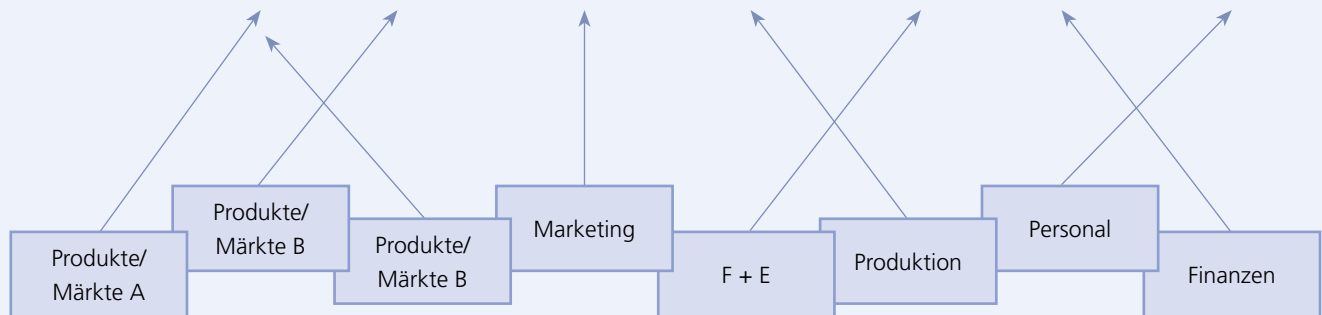 Produkte/
Märkte A
Produkte/
Märkte B
Produkte/
Märkte B
Marketing
F + E
Produktion
Personal
Finanzen